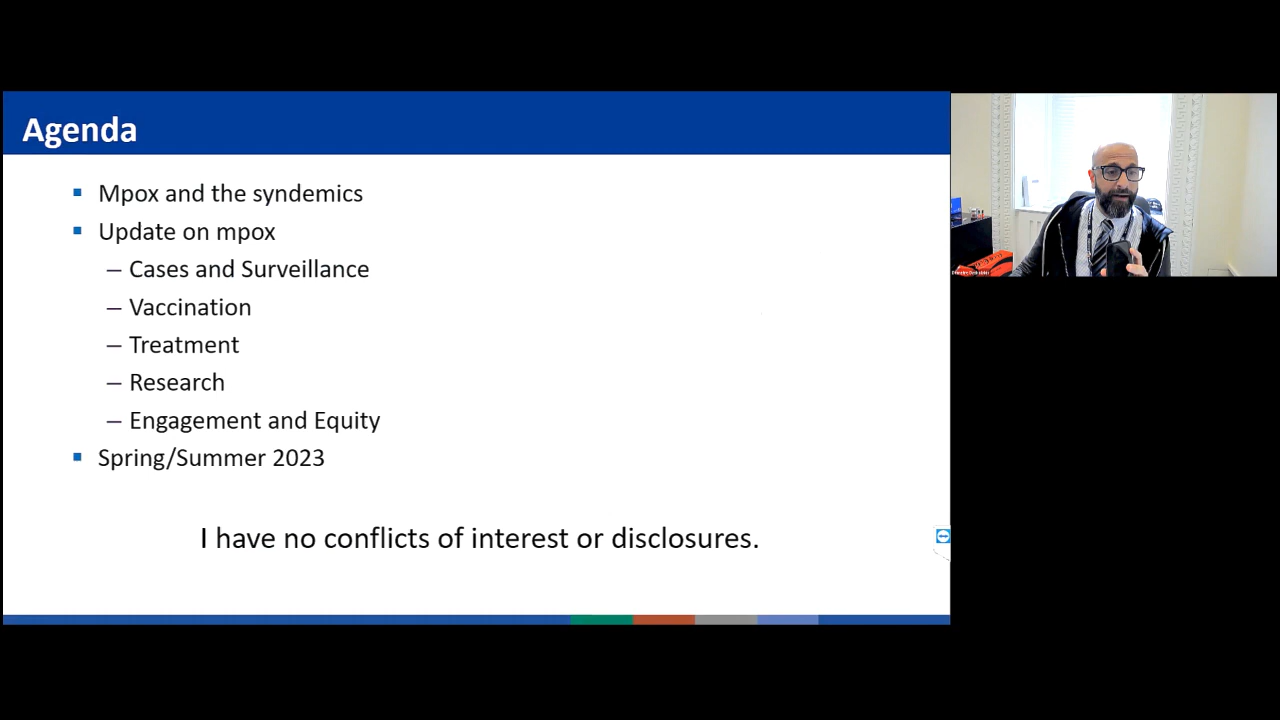 Agenda
Mpox and the syndemics
Update on mpox
– Cases and Surveillance
– Vaccination
– Treatment
– Research
– Engagement and Equity
Spring/Summer 2023
I have no conflicts of interest or disclosures.